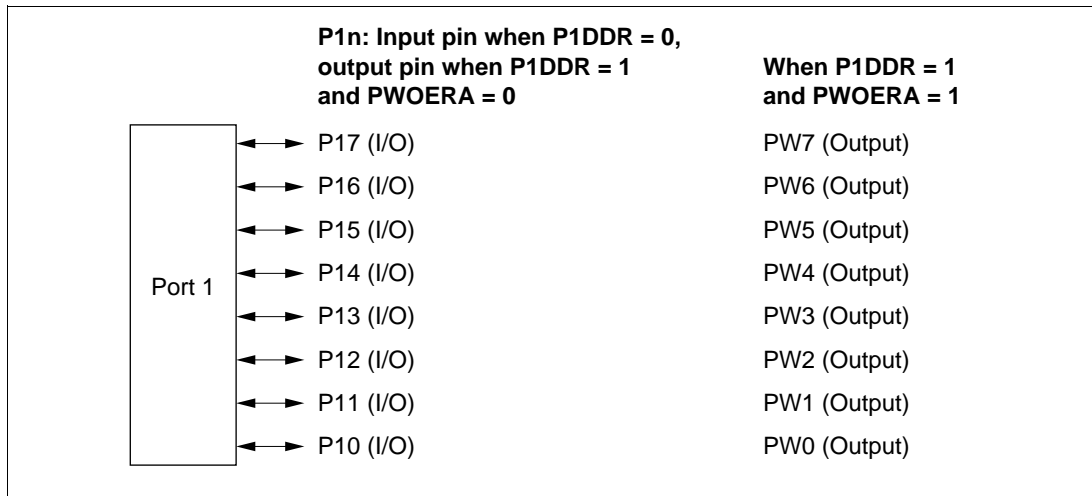 P1n: Input pin when P1DDR = 0,
output pin when P1DDR = 1
and PWOERA = 0
When P1DDR = 1
and PWOERA = 1
Port 1
P17 (I/O) PW7 (Output)
P16 (I/O) PW6 (Output)
P15 (I/O) PW5 (Output)
P14 (I/O) PW4 (Output)
P13 (I/O) PW3 (Output)
P12 (I/O) PW2 (Output)
P11 (I/O) PW1 (Output)
P10 (I/O) PW0 (Output)